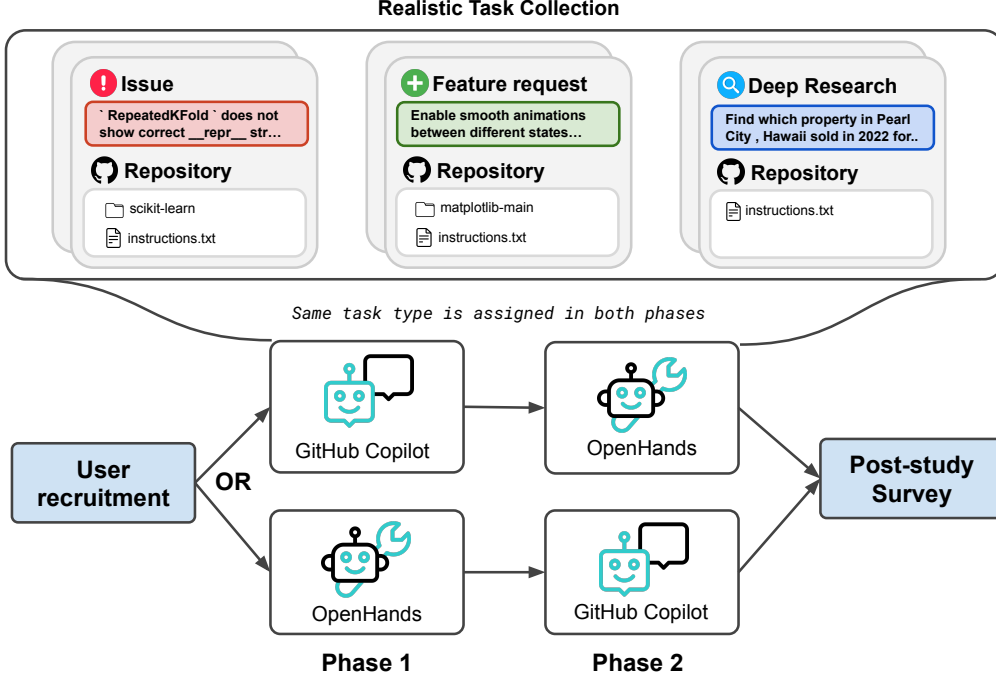 Realistic Task Collection
Issue
` RepeatedKFold ` does not
show correct __repr__ str...
Repository
scikit-learn
instructions.txt
Feature request
Enable smooth animations
between different states...
Repository
matplotlib-main
instructions.txt
Deep Research
Find which property in Pearl
City , Hawaii sold in 2022 for..
Repository
instructions.txt
Same task type is assigned in both phases
User
recruitment
OR
GitHub Copilot
OpenHands
OpenHands
GitHub Copilot
Post-study
Survey
Phase 1
Phase 2